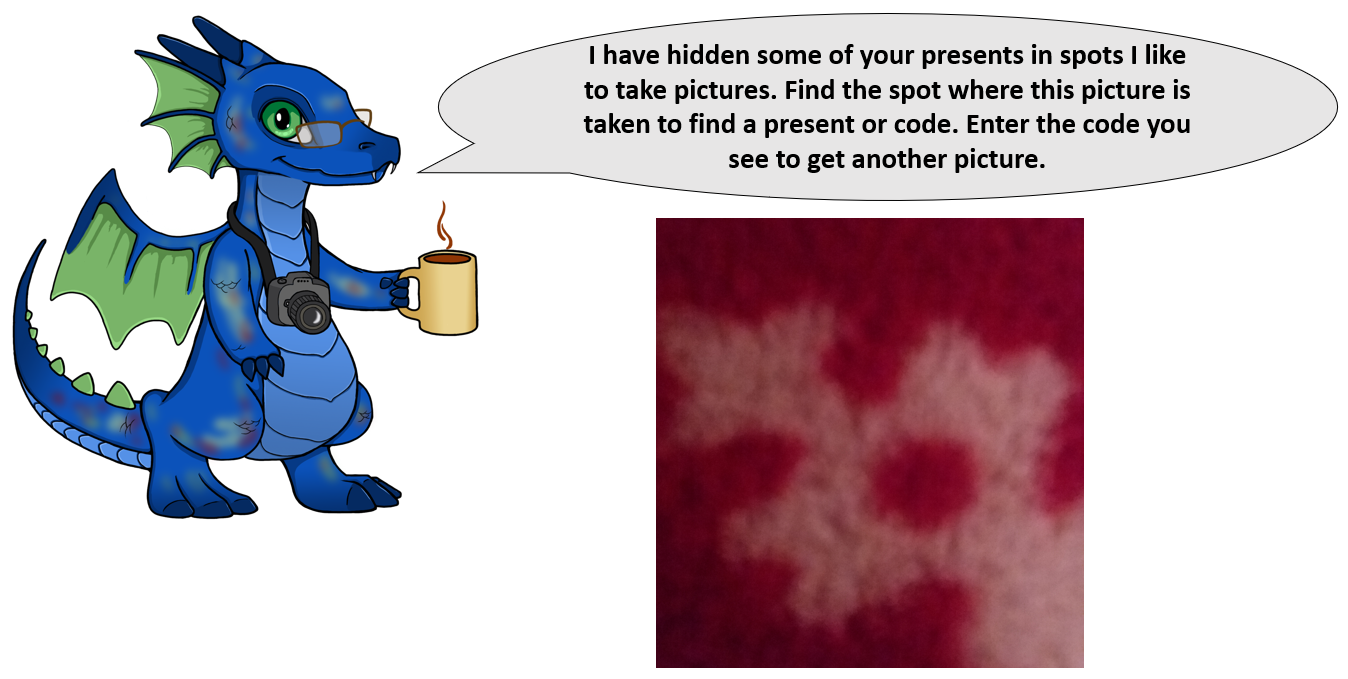 I have hidden some of your presents in spots I like
to take pictures. Find the spot where this picture is
taken to find a present or code. Enter the code you
see to get another picture.